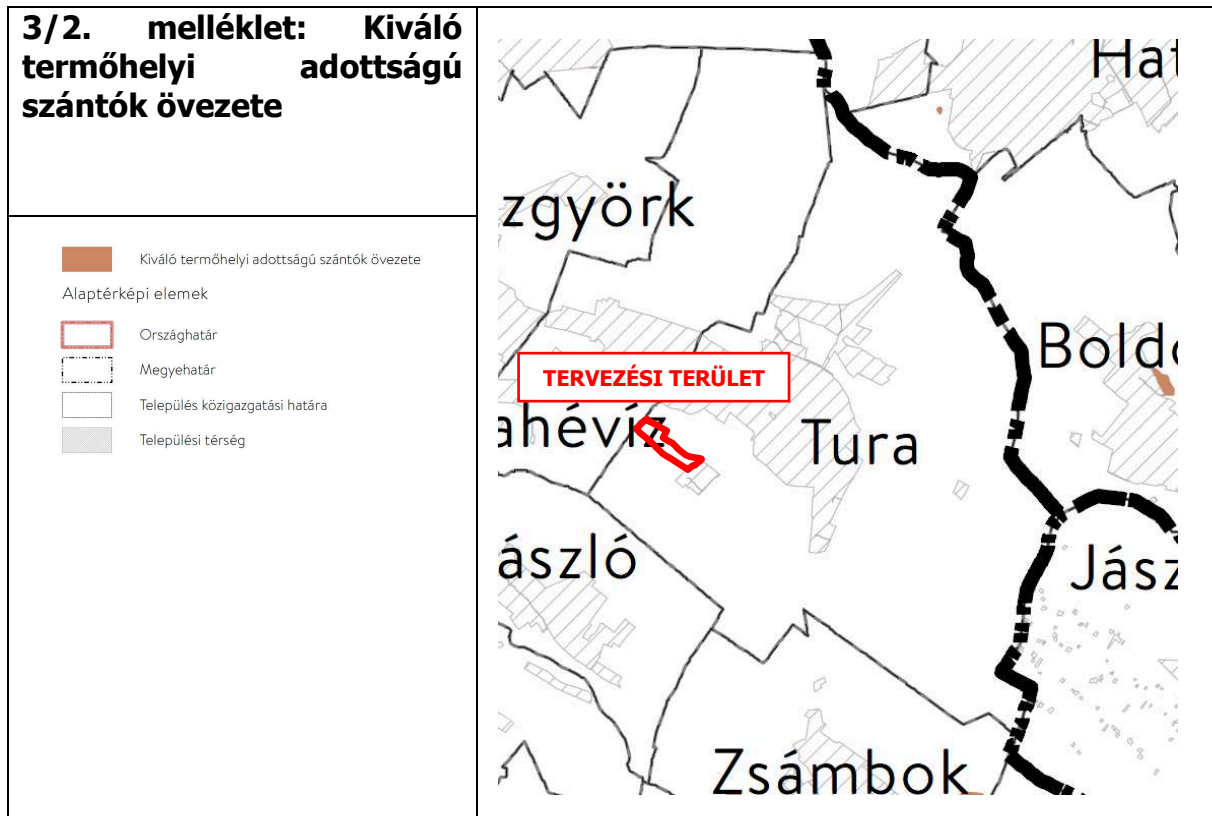 3/2. melléklet: Kiváló
termőhelyi adottságú
szántók övezete
Kiváló termőhelyi adottságú szántók övezete
Alaptérképi elemek
Országhatár
Megyehatár
Település közigazgatási határa
Települési térség
Hat
zgyörk
Boldo
TERVEZÉSI TERÜLET
ahévíz
Tura
ászló
Jász
Zsámbok